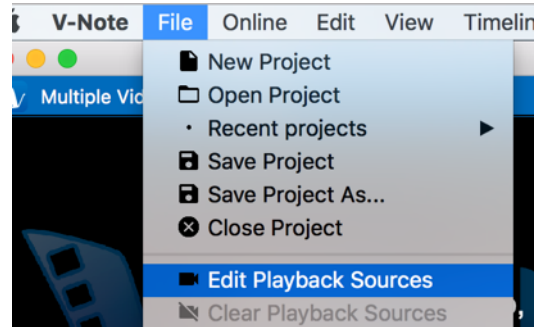 V-Note File Online Edit View
Multiple
New Project
Open Project
Recent projects
Save Project
Save Project As...
Close Project
Edit Playback Sources
Clear Playback Sources